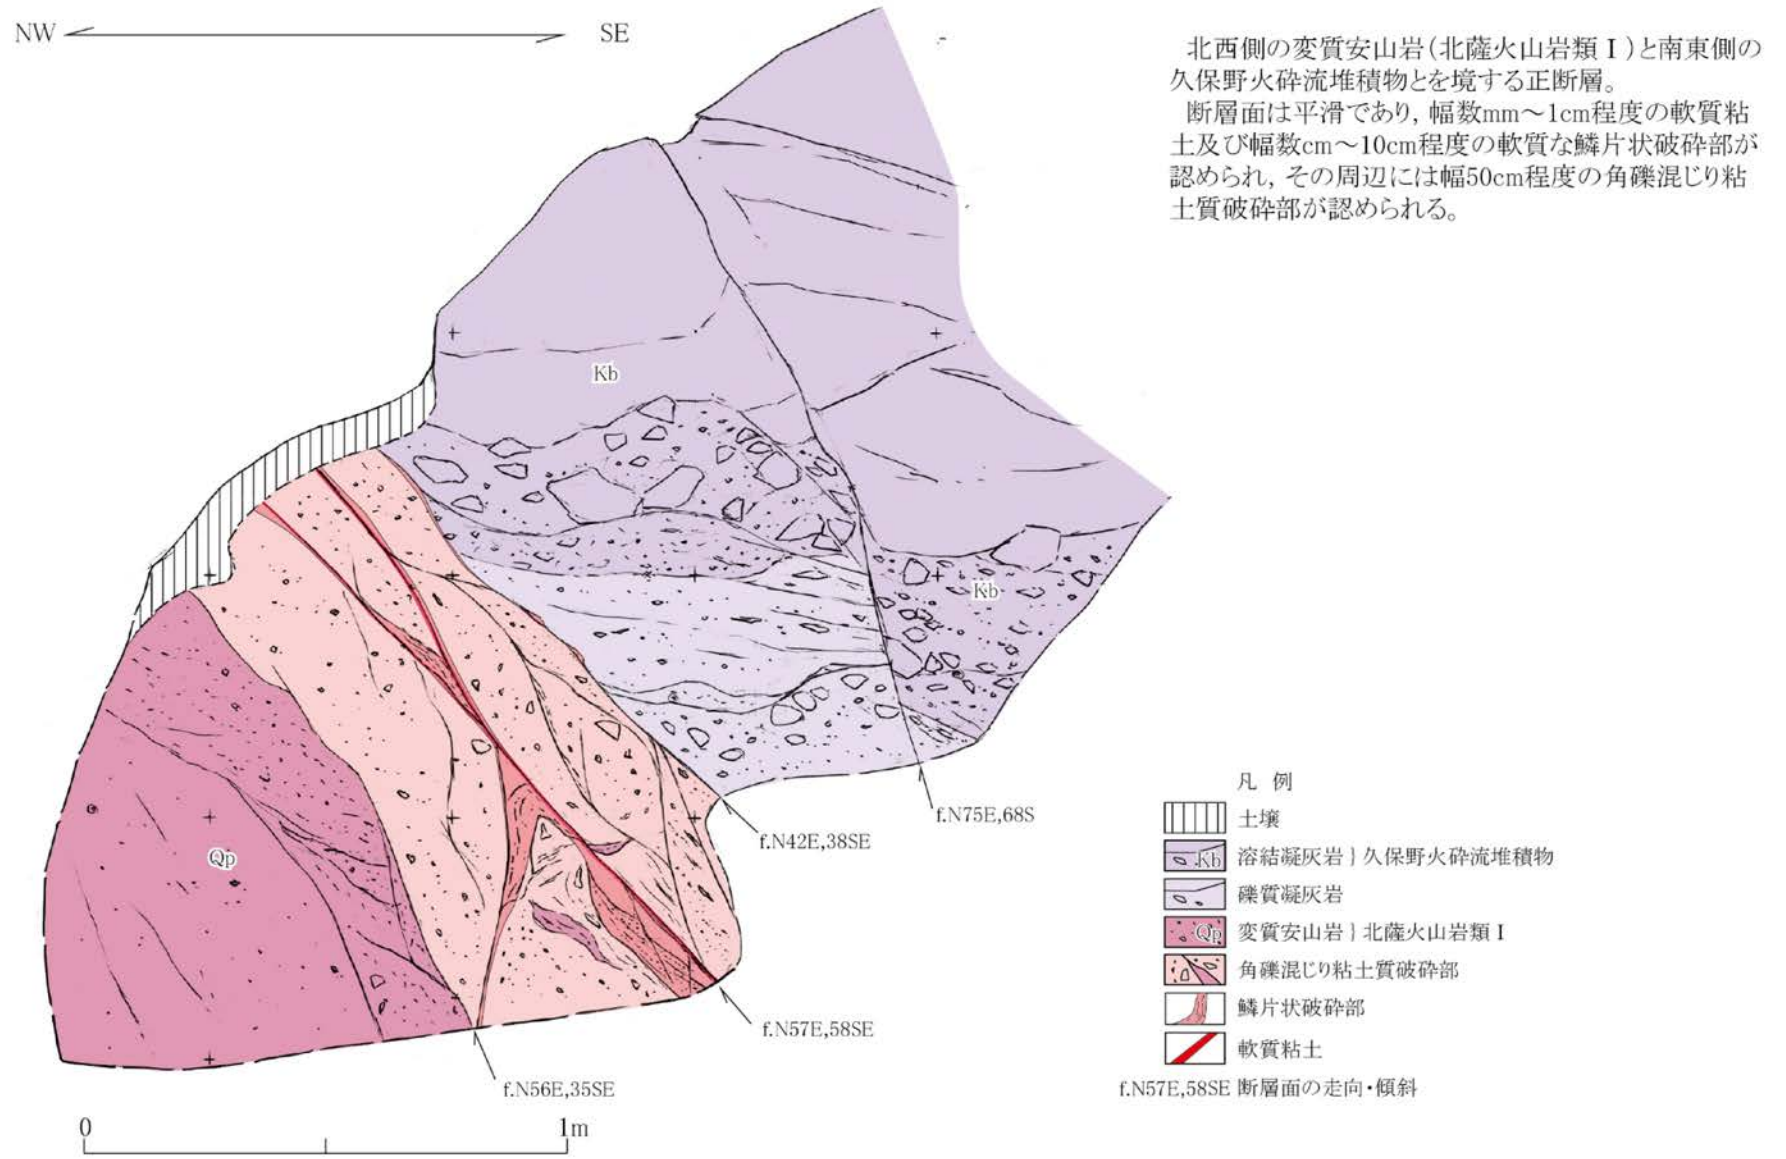 NW SE
北西側の変質安山岩(北薩火山岩類Ⅰ)と南東側の
久保野火砕流堆積物とを境する正断層。
断層面は平滑であり, 幅数mm～1cm程度の軟質粘
土及び幅数cm～10cm程度の軟質な鱗片状破砕部が
認められ, その周辺には幅50cm程度の角礫混じり粘
土質破砕部が認められる。
Kb
Kb
Qp
f.N75E,68S
f.N42E,38SE
f.N57E,58SE
f.N56E,35SE
0 1m
凡 例
土壌
Kb 溶結凝灰岩 } 久保野火砕流堆積物
礫質凝灰岩
Qp 変質安山岩 } 北薩火山岩類Ⅰ
角礫混じり粘土質破砕部
鱗片状破砕部
軟質粘土
f.N57E,58SE 断層面の走向・傾斜